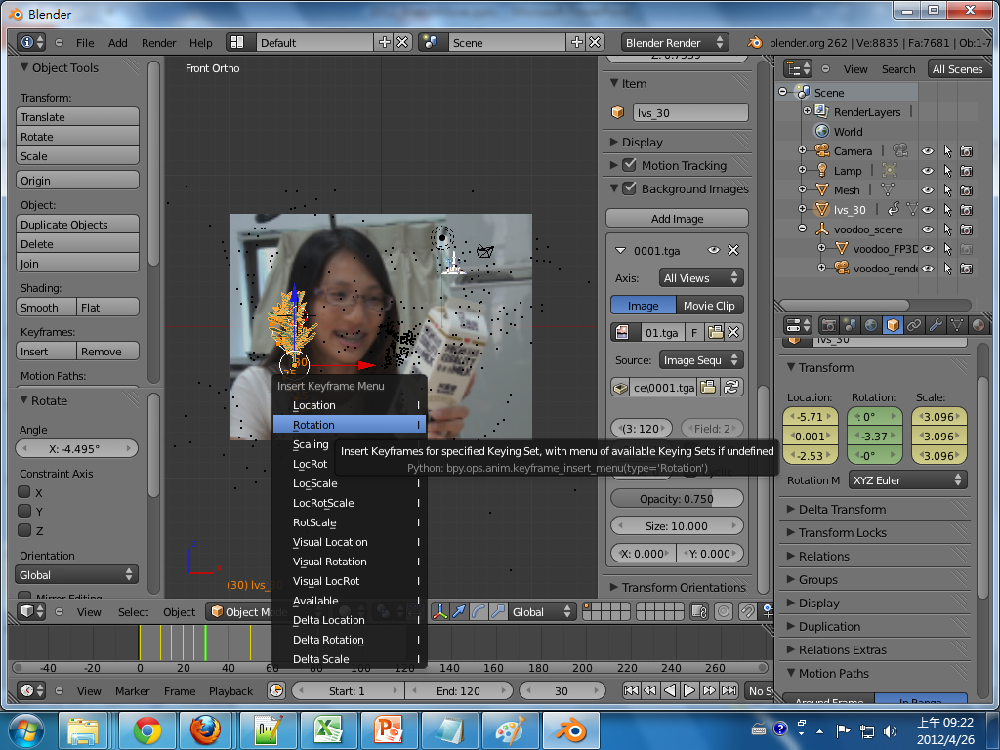 Blender
File Add Render Help Default Scene Blender Render blender.org 262 | Ve:8835 | Fa:7681 | Ob:1-7
Object Tools
Transform:
Translate
Rotate
Scale
Origin
Object:
Duplicate Objects
Delete
Join
Shading:
Smooth Flat
Keyframes:
Insert Remove
Motion Paths:
Rotate
Angle
X: -4.495°
Constraint Axis
X
Y
Z
Orientation
Global
Front Ortho
Insert Keyframe Menu
Location I
Rotation I
Scaling I
LocRot
LocScale I
LocRotScale I
RotScale I
Visual Location I
Visual Rotation I
Visual LocRot I
Available I
Delta Location I
Delta Rotation I
Delta Scale I
Insert Keyframes for specified Keying Set, with menu of available Keying Sets if undefined
Python: bpy.ops.anim.keyframe_insert_menu(type='Rotation')
(30) lvs_3
Item
lvs_30
Display
Motion Tracking
Background Images
Add Image
0001.tga
Axis: All Views
Image Movie Clip
01.tga F
Source: Image Sequ
ce\0001.tga
(3: 120 Field: 2
Opacity: 0.750
Size: 10.000
X: 0.000 Y: 0.000
Transform Orientations
View Search All Scenes
Scene
RenderLayers |
World
Camera |
Lamp |
Mesh |
lvs_30 |
voodoo_scene
voodoo_FP3D
voodoo_rende
lvs_30
Transform
Location: Rotation: Scale:
-5.71 0° 3.096
0.001 -3.37 3.096
-2.53 -0° 3.096
Rotation M XYZ Euler
Delta Transform
Transform Locks
Relations
Groups
Display
Duplication
Relations Extras
Motion Paths
Around Frame In Range
View Select Object Object Mode Global
-40 -20 0 20 40 60 80 100 120 140 160 180 200 220 240 260
View Marker Frame Playback Start: 1 End: 120 30 No S
上午 09:22
2012/4/26